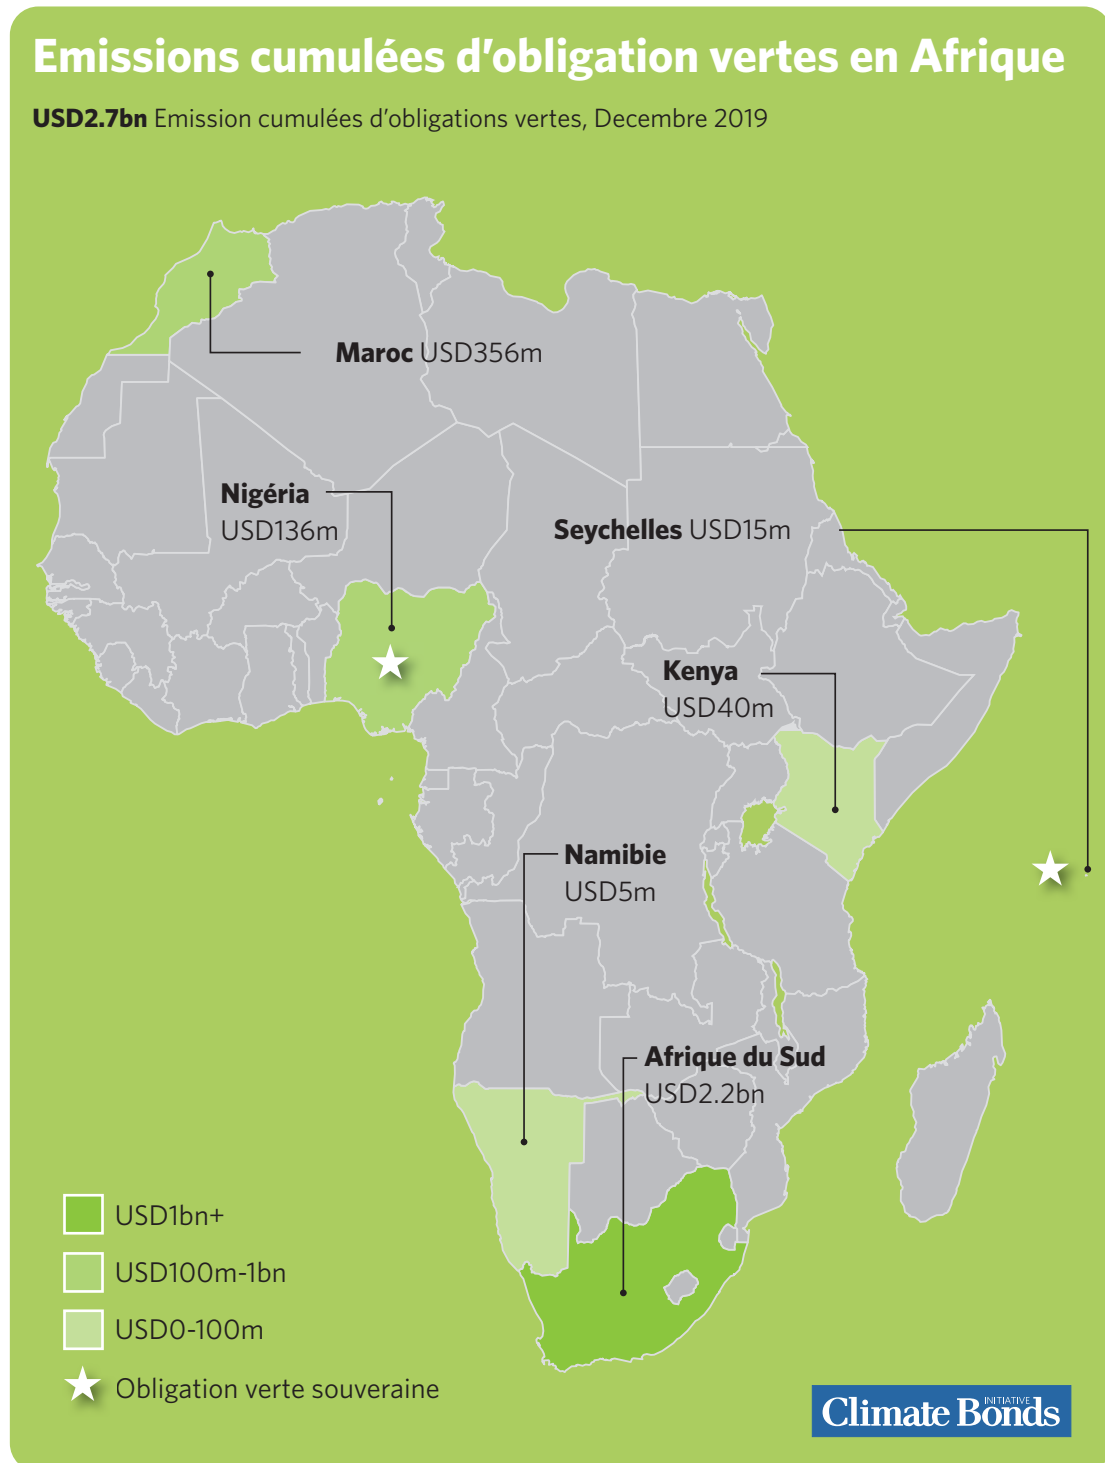 Emissions cumulées d’obligation vertes en Afrique
USD2.7bn Emission cumulées d’obligations vertes, Decembre 2019
Maroc USD356m
Nigéria
USD136m
Seychelles USD15m
Kenya
USD40m
Namibie
USD5m
Afrique du Sud
USD2.2bn
USD1bn+
USD100m-1bn
USD0-100m
Obligation verte souveraine
Climate Bonds
INITIATIVE